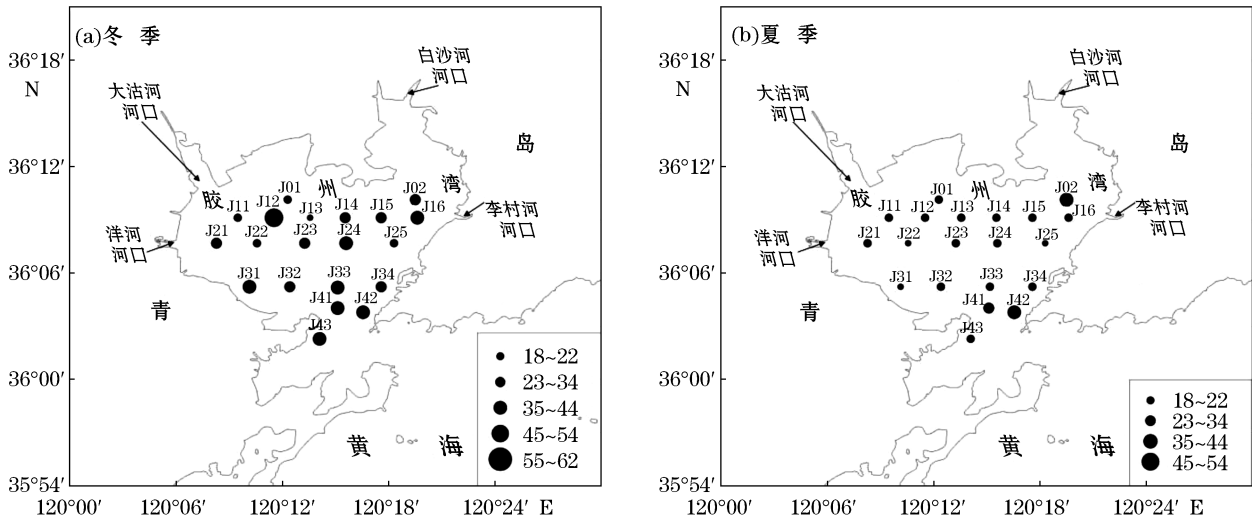 (a)冬 季
36°18′
N
36°12′
36°06′
36°00′
35°54′
120°00′ 120°06′ 120°12′ 120°18′ 120°24′ E
白沙河
河口
大沽河
河口
岛
胶 州 湾
李村河
河口
洋河
河口
青
黄 海
J01 J02
J11 J12 J13 J14 J15 J16
J21 J22 J23 J24 J25
J31 J32 J33 J34
J41 J42
J43
18~22
23~34
35~44
45~54
55~62
(b)夏 季
36°18′
N
36°12′
36°06′
36°00′
35°54′
120°00′ 120°06′ 120°12′ 120°18′ 120°24′ E
白沙河
河口
大沽河
河口
岛
胶 州 湾
李村河
河口
洋河
河口
青
黄 海
J01 J02
J11 J12 J13 J14 J15 J16
J21 J22 J23 J24 J25
J31 J32 J33 J34
J41 J42
J43
18~22
23~34
35~44
45~54